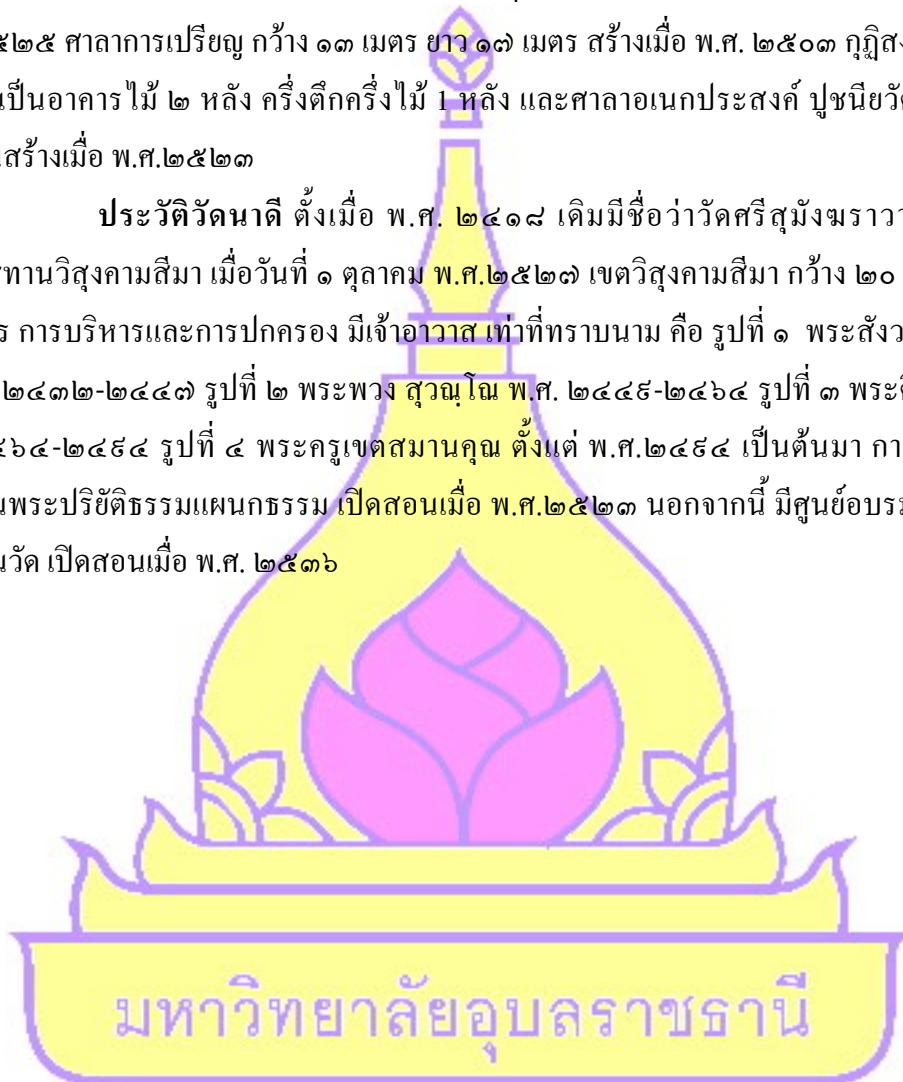 ๕๒๕ ศาลาการเปรียญ กว้าง ๑๓ เมตร ยาว ๑๗ เมตร สร้างเมื่อ พ.ศ. ๒๕๐๓ กุฏิสง
เป็นอาคารไม้ ๒ หลัง ครึ่งตึกครึ่งไม้ 1 หลัง และศาลาอเนกประสงค์ ปูชนียวั
สร้างเมื่อ พ.ศ.๒๕๒๓
ประวัติวัดนาดี ตั้งเมื่อ พ.ศ. ๒๔๑๘ เดิมมีชื่อว่าวัดศรีสุมังฆราวา
ทานวิสุงคามสีมา เมื่อวันที่ ๑ ตุลาคม พ.ศ.๒๕๒๗ เขตวิสุงคามสีมา กว้าง ๒๐
ร การบริหารและการปกครอง มีเจ้าอาวาส เท่าที่ทราบนาม คือ รูปที่ ๑ พระสังว
๒๔๓๒-๒๔๔๗ รูปที่ ๒ พระพวง สุวณฺโณ พ.ศ. ๒๔๔๙-๒๔๖๔ รูปที่ ๓ พระ
๕๖๔-๒๔๙๔ รูปที่ ๔ พระครูเขตสมานคุณ ตั้งแต่ พ.ศ.๒๔๙๔ เป็นต้นมา กา
นพระปริยัติธรรมแผนกธรรม เปิดสอนเมื่อ พ.ศ.๒๕๒๓ นอกจากนี้ มีศูนย์อบรม
นวัด เปิดสอนเมื่อ พ.ศ. ๒๕๓๖
มหาวิทยาลัยอุบลราชธานี